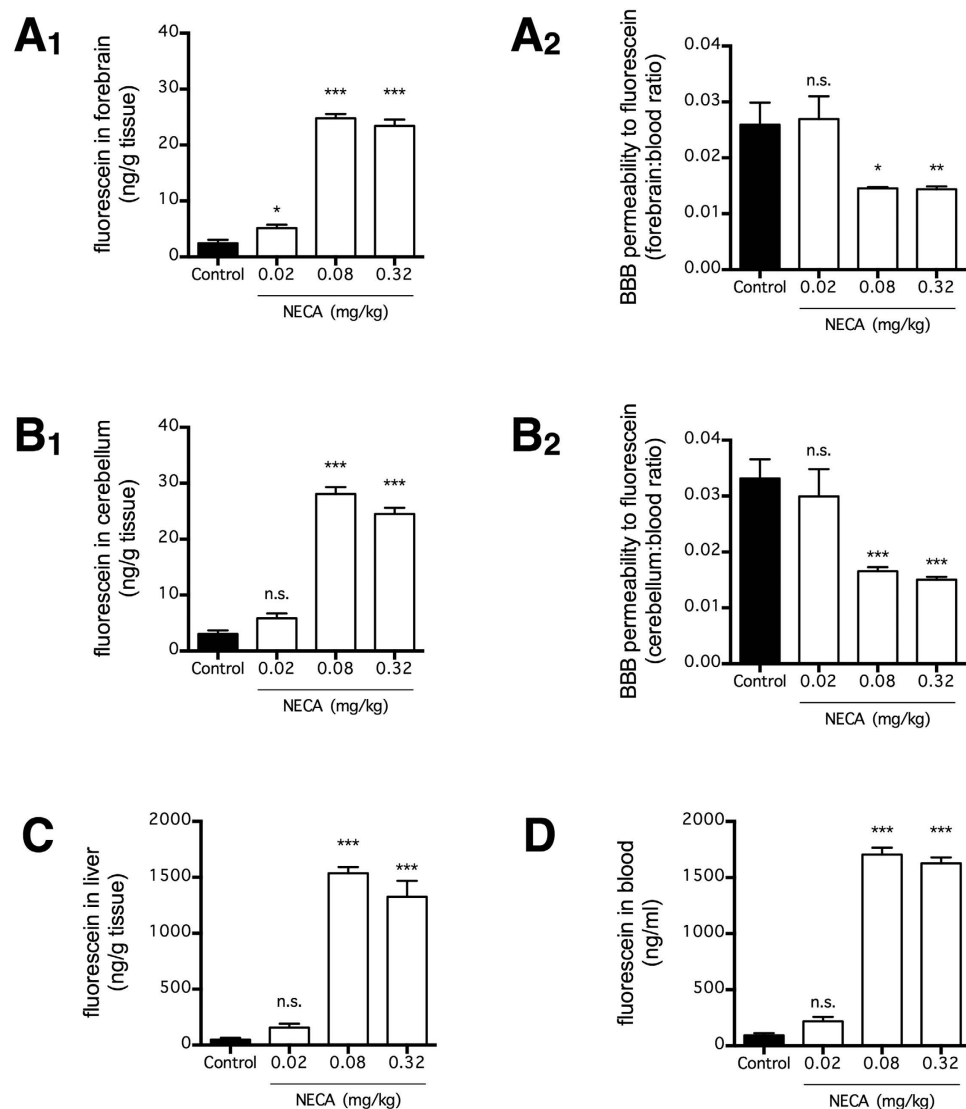 A1
fluorescein in forebrain
(ng/g tissue)
40
30
20
10
0
*
***
***
Control
0.02
0.08
0.32
NECA (mg/kg)
A2
BBB permeability to fluorescein
(forebrain:blood ratio)
0.04
0.03
0.02
0.01
0.00
n.s.
*
**
Control
0.02
0.08
0.32
NECA (mg/kg)
B1
fluorescein in cerebellum
(ng/g tissue)
40
30
20
10
0
n.s.
***
***
Control
0.02
0.08
0.32
NECA (mg/kg)
B2
BBB permeability to fluorescein
(cerebellum:blood ratio)
0.04
0.03
0.02
0.01
0.00
n.s.
***
***
Control
0.02
0.08
0.32
NECA (mg/kg)
C
fluorescein in liver
(ng/g tissue)
2000
1500
1000
500
0
n.s.
***
***
Control
0.02
0.08
0.32
NECA (mg/kg)
D
fluorescein in blood
(ng/ml)
2000
1500
1000
500
0
n.s.
***
***
Control
0.02
0.08
0.32
NECA (mg/kg)